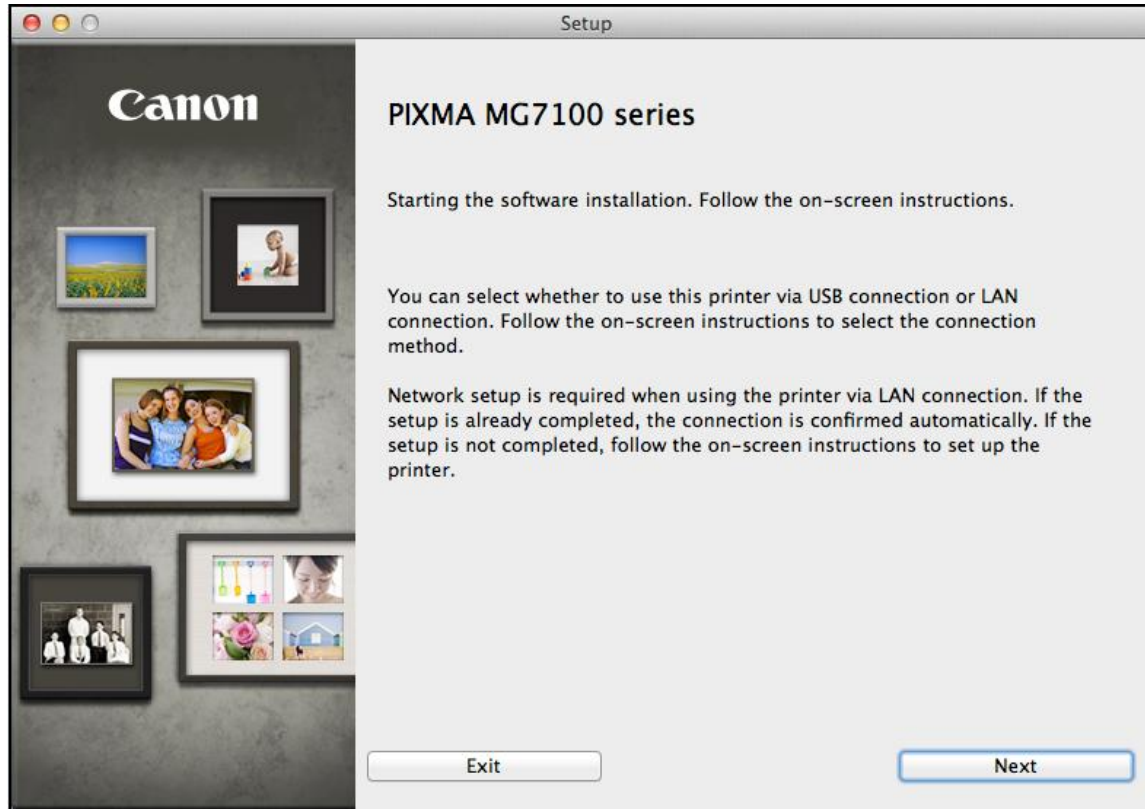 Setup
Canon
PIXMA MG7100 series
Starting the software installation. Follow the on-screen instructions.
You can select whether to use this printer via USB connection or LAN
connection. Follow the on-screen instructions to select the connection
method.
Network setup is required when using the printer via LAN connection. If the
setup is already completed, the connection is confirmed automatically. If the
setup is not completed, follow the on-screen instructions to set up the
printer.
Exit
Next